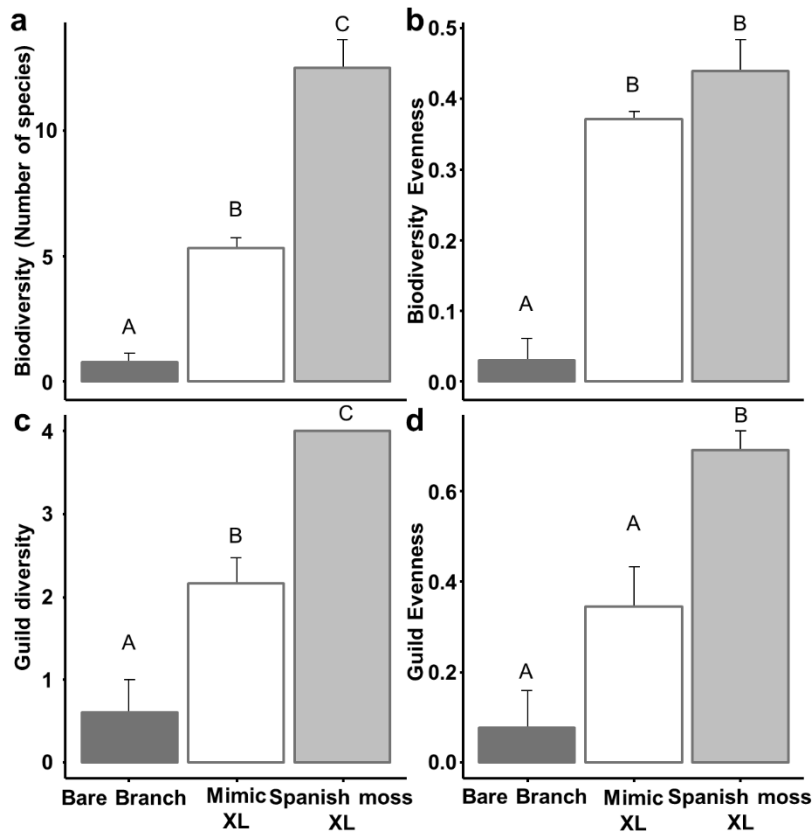 a
Biodiversity (Number of species)
10
5
0
A
B
C
b
Biodiversity Evenness
0.5
0.4
0.3
0.2
0.1
0.0
A
B
B
c
Guild diversity
4
3
2
1
0
A
B
C
Bare Branch
Mimic
XL
Spanish moss
XL
d
Guild Evenness
0.6
0.4
0.2
0.0
A
A
B
Bare Branch
Mimic
XL
Spanish moss
XL